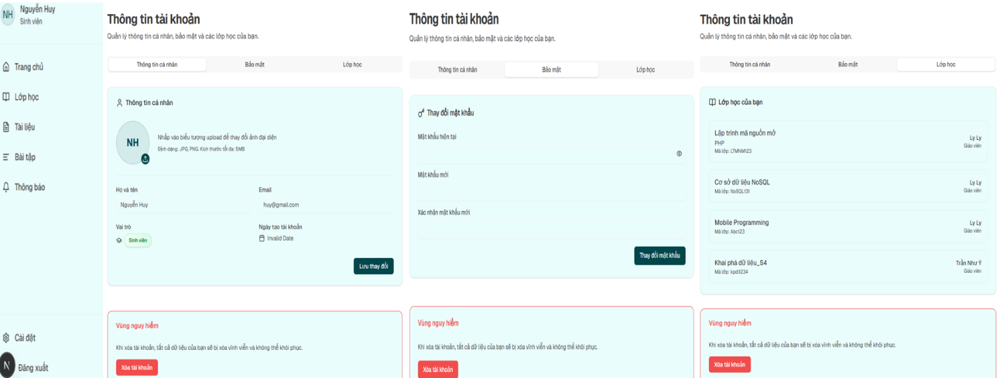 NH
Nguyễn Huy
Sinh viên
Trang chủ
Lớp học
Tài liệu
Bài tập
Thông báo
Cài đặt
N
Đăng xuất
Thông tin tài khoản
Quản lý thông tin cá nhân, bảo mật và các lớp học của bạn.
Thông tin cá nhân Bảo mật Lớp học
Thông tin cá nhân
NH
Nhấp vào biểu tượng upload để thay đổi ảnh đại diện
Định dạng: JPG, PNG. Kích thước tối đa: 5MB
Họ và tên Email
Nguyễn Huy huy@gmail.com
Vai trò Ngày tạo tài khoản
Sinh viên Invalid Date
Lưu thay đổi
Vùng nguy hiểm
Khi xóa tài khoản, tất cả dữ liệu của bạn sẽ bị xóa vĩnh viễn và không thể khôi phục.
Xóa tài khoản
Thông tin tài khoản
Quản lý thông tin cá nhân, bảo mật và các lớp học của bạn.
Thông tin cá nhân Bảo mật Lớp học
Thay đổi mật khẩu
Mật khẩu hiện tại
Mật khẩu mới
Xác nhận mật khẩu mới
Thay đổi mật khẩu
Vùng nguy hiểm
Khi xóa tài khoản, tất cả dữ liệu của bạn sẽ bị xóa vĩnh viễn và không thể khôi phục.
Xóa tài khoản
Thông tin tài khoản
Quản lý thông tin cá nhân, bảo mật và các lớp học của bạn.
Thông tin cá nhân Bảo mật Lớp học
Lớp học của bạn
Lập trình mã nguồn mở
PHP
Mã lớp: LTMNM123
Ly Ly
Giáo viên
Cơ sở dữ liệu NoSQL
Mã lớp: NoSQL131
Ly Ly
Giáo viên
Mobile Programming
Mã lớp: Abc123
Ly Ly
Giáo viên
Khai phá dữ liệu_S4
Mã lớp: kpdl1234
Trần Như Ý
Giáo viên
Vùng nguy hiểm
Khi xóa tài khoản, tất cả dữ liệu của bạn sẽ bị xóa vĩnh viễn và không thể khôi phục.
Xóa tài khoản